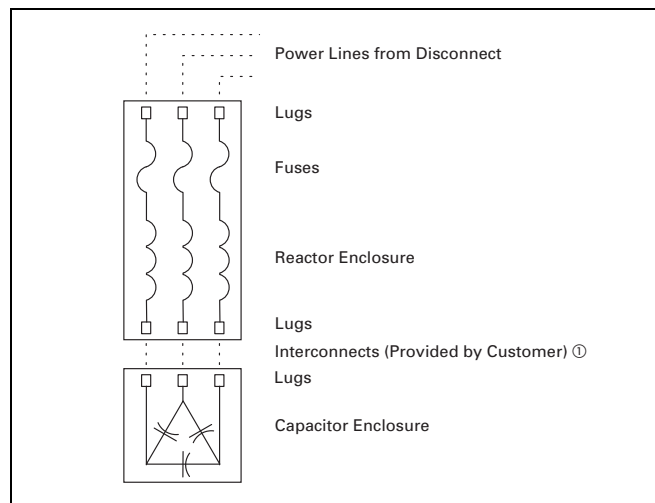 Power Lines from Disconnect
Lugs
Fuses
Reactor Enclosure
Lugs
Interconnects (Provided by Customer) ①
Lugs
Capacitor Enclosure